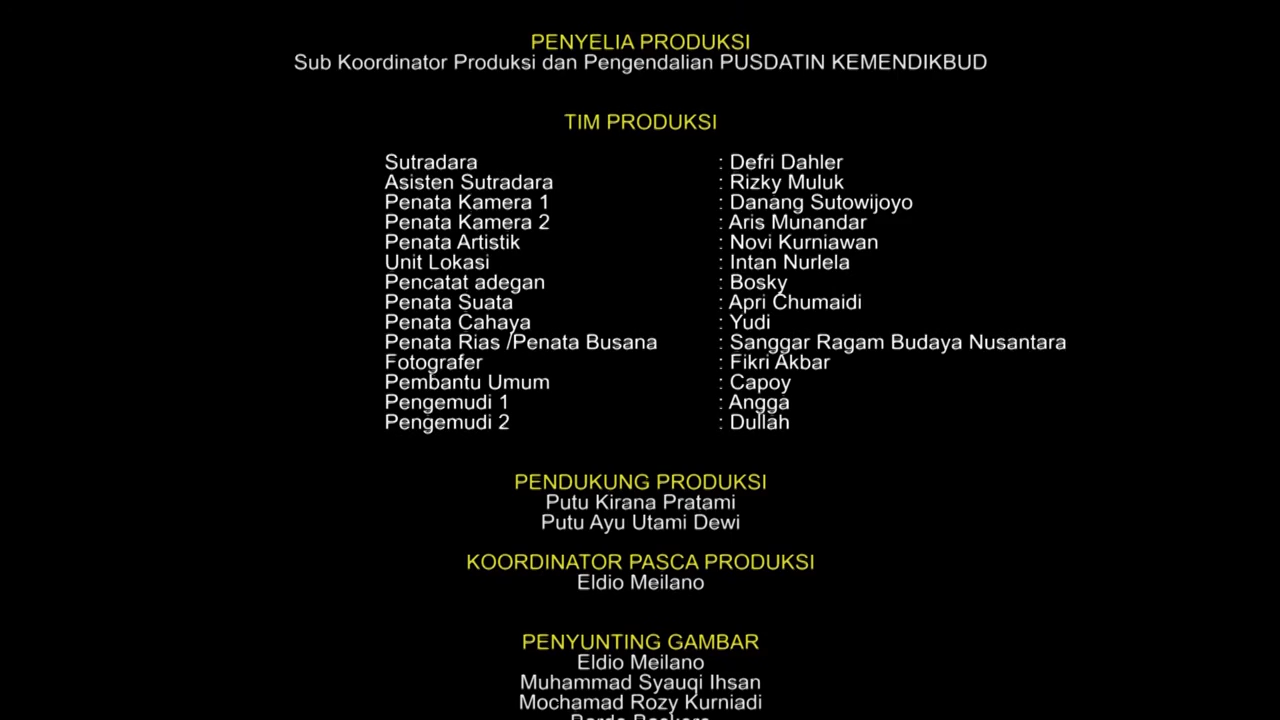 PENYELIA PRODUKSI
Sub Koordinator Produksi dan Pengendalian PUSDATIN KEMENDIKBUD
TIM PRODUKSI
Sutradara : Defri Dahler
Asisten Sutradara : Rizky Muluk
Penata Kamera 1 : Danang Sutowijoyo
Penata Kamera 2 : Aris Munandar
Penata Artistik : Novi Kurniawan
Unit Lokasi : Intan Nurlela
Pencatat adegan : Bosky
Penata Suata : Apri Chumaidi
Penata Cahaya : Yudi
Penata Rias /Penata Busana : Sanggar Ragam Budaya Nusantara
Fotografer : Fikri Akbar
Pembantu Umum : Capoy
Pengemudi 1 : Angga
Pengemudi 2 : Dullah
PENDUKUNG PRODUKSI
Putu Kirana Pratami
Putu Ayu Utami Dewi
KOORDINATOR PASCA PRODUKSI
Eldio Meilano
PENYUNTING GAMBAR
Eldio Meilano
Muhammad Syauqi Ihsan
Mochamad Rozy Kurniadi